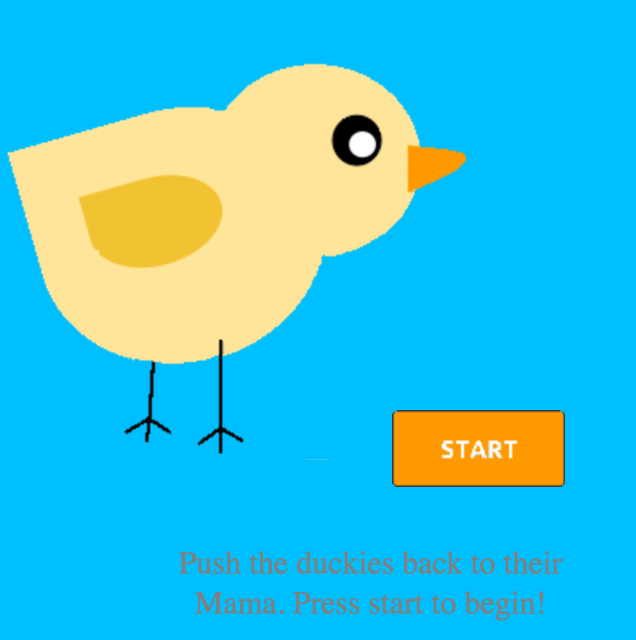 START
Push the duckies back to their
Mama. Press start to begin!